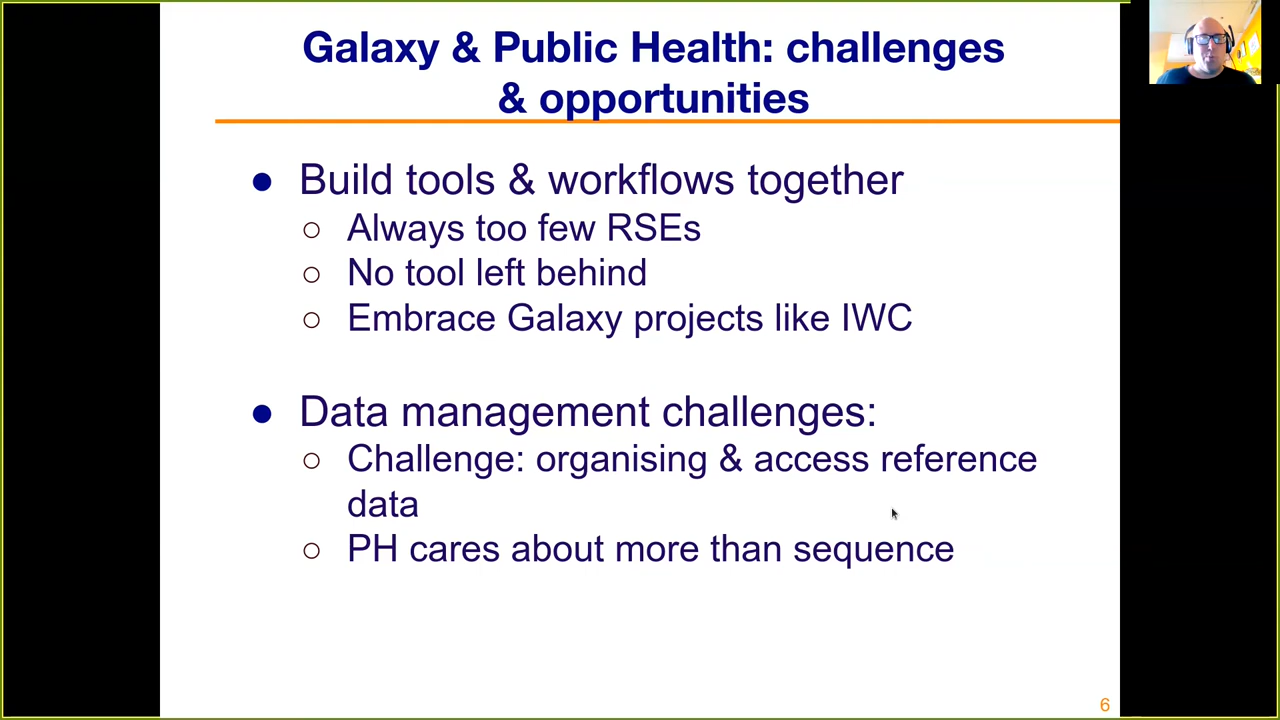 Galaxy & Public Health: challenges
& opportunities
● Build tools & workflows together
○ Always too few RSEs
○ No tool left behind
○ Embrace Galaxy projects like IWC
● Data management challenges:
○ Challenge: organising & access reference
data
○ PH cares about more than sequence
6